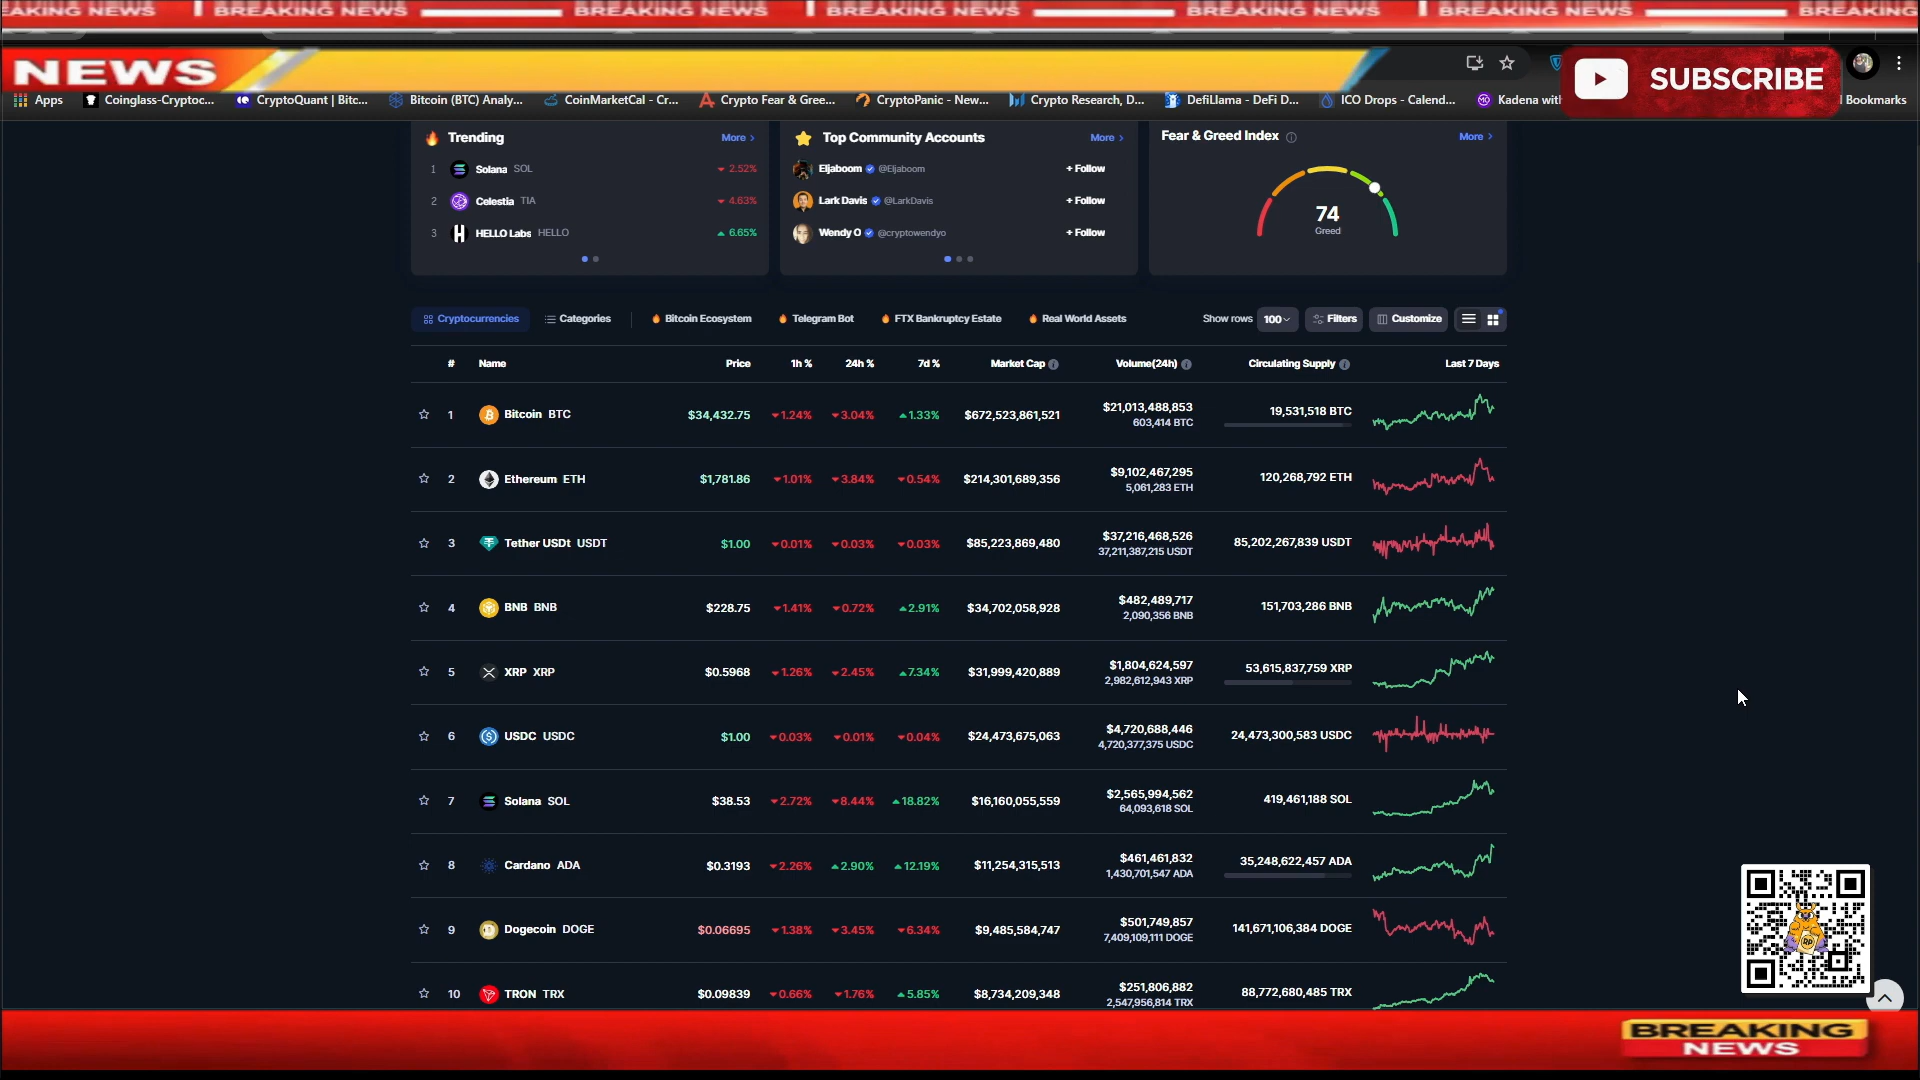 AKING NEWS BREAKING NEWS BREAKING NEWS BREAKING NEWS BREAKING NEWS BREAKING NEWS BREAKING
NEWS
SUBSCRIBE
Apps Coinglass-Cryptoc... CryptoQuant | Bitc... Bitcoin (BTC) Analy... CoinMarketCal - Cr... Crypto Fear & Gree... CryptoPanic - New... Crypto Research, D... DefiLlama - DeFi D... ICO Drops - Calend... Kadena with Bookmarks
Trending More >
1 Solana SOL 2.52%
2 Celestia TIA 4.63%
3 HELLO Labs HELLO 6.65%
Top Community Accounts More >
Eljaboom @Eljaboom + Follow
Lark Davis @LarkDavis + Follow
Wendy O @cryptowendyo + Follow
Fear & Greed Index More >
74
Greed
Cryptocurrencies Categories Bitcoin Ecosystem Telegram Bot FTX Bankruptcy Estate Real World Assets Show rows 100 Filters Customize
# Name Price 1h % 24h % 7d % Market Cap Volume(24h) Circulating Supply Last 7 Days
1 Bitcoin BTC $34,432.75 1.24% 3.04% 1.33% $672,523,861,521 $21,013,488,853 19,531,518 BTC
603,414 BTC
2 Ethereum ETH $1,781.86 1.01% 3.84% 0.54% $214,301,689,356 $9,102,467,295 120,268,792 ETH
5,061,283 ETH
3 Tether USDt USDT $1.00 0.01% 0.03% 0.03% $85,223,869,480 $37,216,468,526 85,202,267,839 USDT
37,211,387,215 USDT
4 BNB BNB $228.75 1.41% 0.72% 2.91% $34,702,058,928 $482,489,717 151,703,286 BNB
2,090,356 BNB
5 XRP XRP $0.5968 1.26% 2.45% 7.34% $31,999,420,889 $1,804,624,597 53,615,837,759 XRP
2,982,612,943 XRP
6 USDC USDC $1.00 0.03% 0.01% 0.04% $24,473,675,063 $4,720,688,446 24,473,300,583 USDC
4,720,377,375 USDC
7 Solana SOL $38.53 2.72% 8.44% 18.82% $16,160,055,559 $2,565,994,562 419,461,188 SOL
64,093,618 SOL
8 Cardano ADA $0.3193 2.26% 2.90% 12.19% $11,254,315,513 $461,461,832 35,248,622,457 ADA
1,430,701,547 ADA
9 Dogecoin DOGE $0.06695 1.38% 3.45% 6.34% $9,485,584,747 $501,749,857 141,671,106,384 DOGE
7,409,109,111 DOGE
10 TRON TRX $0.09839 0.66% 1.76% 5.85% $8,734,209,348 $251,806,882 88,772,680,485 TRX
2,547,956,814 TRX
RP
BREAKING
NEWS